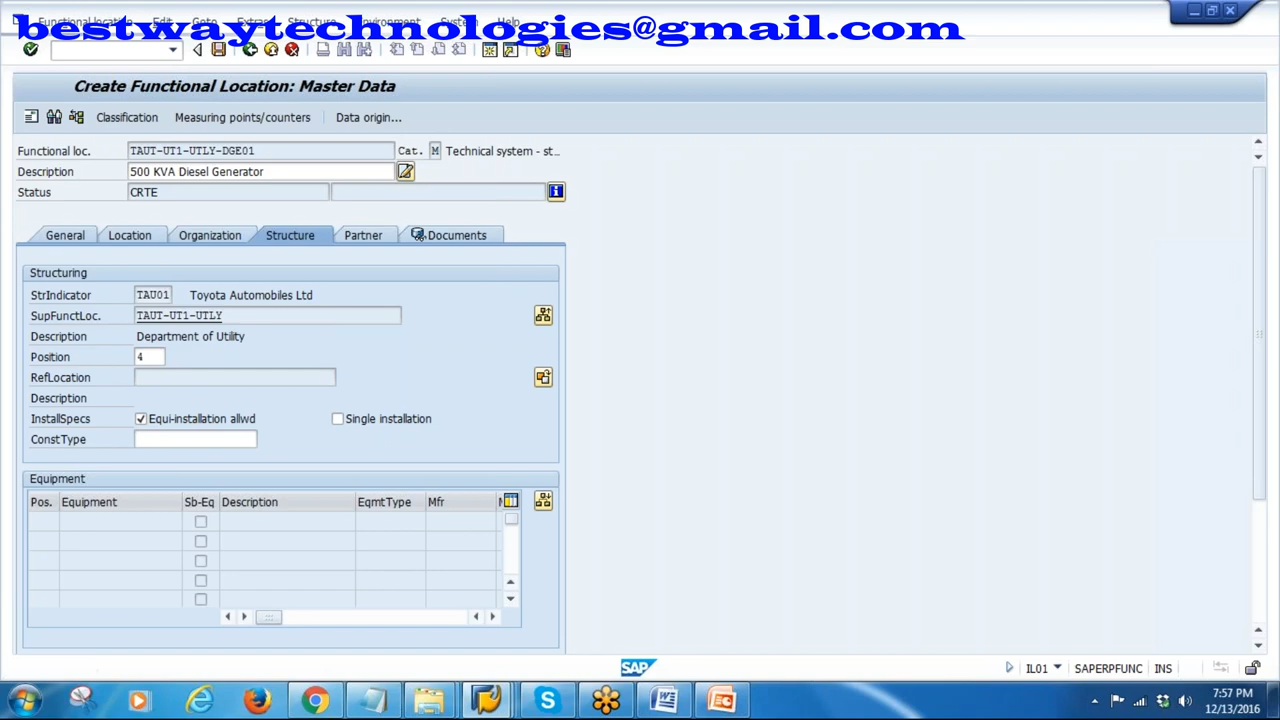 Functional location Edit Goto Extras Structure Environment System Help
bestwaytechnologies@gmail.com
Create Functional Location: Master Data
Classification Measuring points/counters Data origin...
Functional loc. TAUT-UT1-UTLY-DGE01 Cat. M Technical system - st...
Description 500 KVA Diesel Generator
Status CRTE
General Location Organization Structure Partner Documents
Structuring
StrIndicator TAU01 Toyota Automobiles Ltd
SupFunctLoc. TAUT-UT1-UTLY
Description Department of Utility
Position 4
RefLocation
Description
InstallSpecs Equi-installation allwd Single installation
ConstType
Equipment
Pos. Equipment Sb-Eq Description EqmtType Mfr
SAP IL01 SAPERPFUNC INS
7:57 PM
12/13/2016